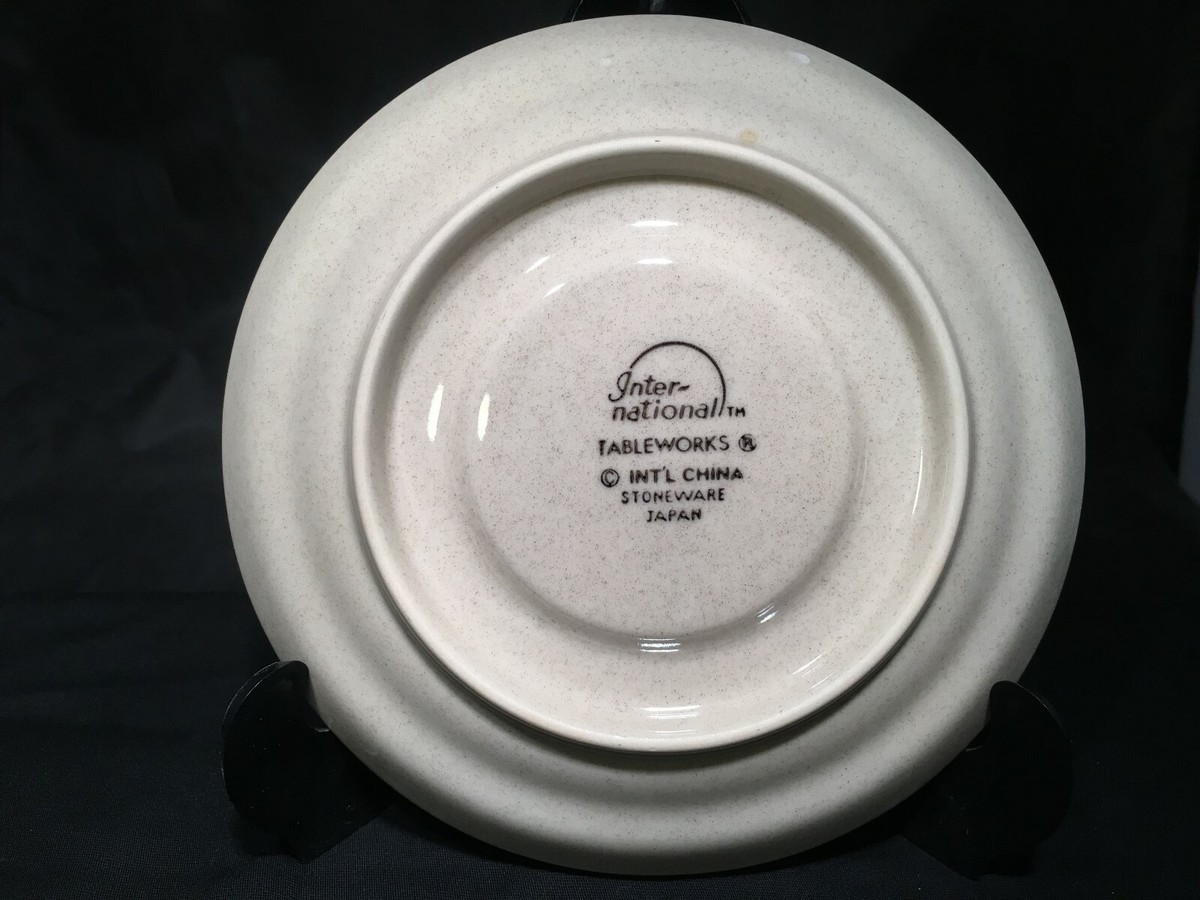 Inter-
national TM
TABLEWORKS ®
© INT'L CHINA
STONEWARE
JAPAN